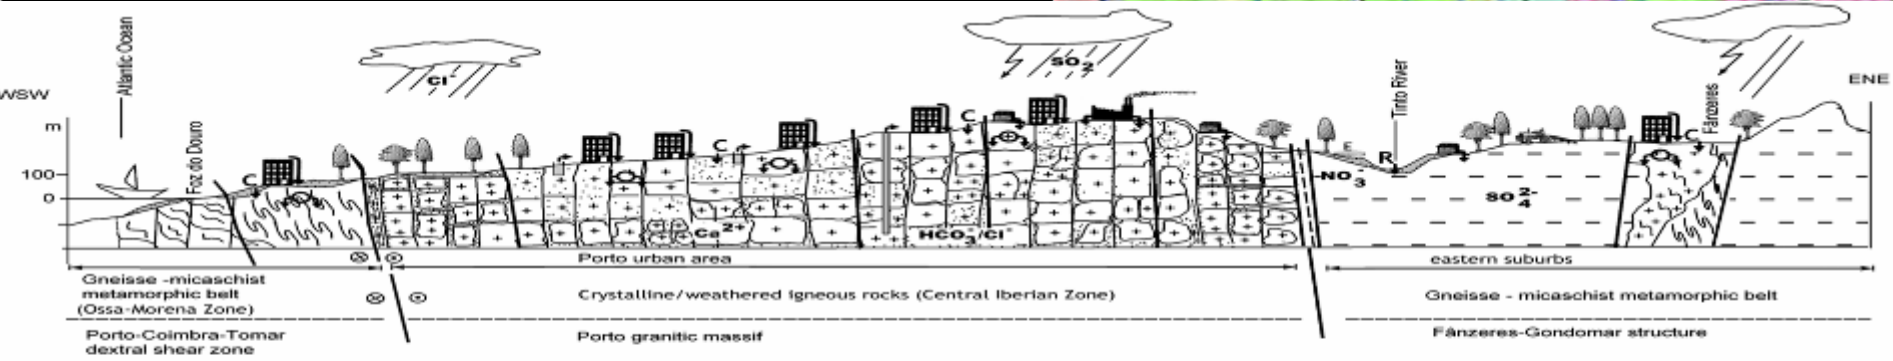 Atlantic Ocean
Cl-
SO2
WSW
ENE
m
Foz do Douro
Tinto River
Fânzeres
C
C
C
C
E
R
100
0
NO3-
SO4 2-
Ca2+
HCO3/Cl-
Porto urban area
eastern suburbs
Gneisse -micaschist
metamorphic belt
(Ossa-Morena Zone)
Crystalline/weathered igneous rocks (Central Iberian Zone)
Gneisse - micaschist metamorphic belt
Porto-Coimbra-Tomar
dextral shear zone
Porto granitic massif
Fânzeres-Gondomar structure